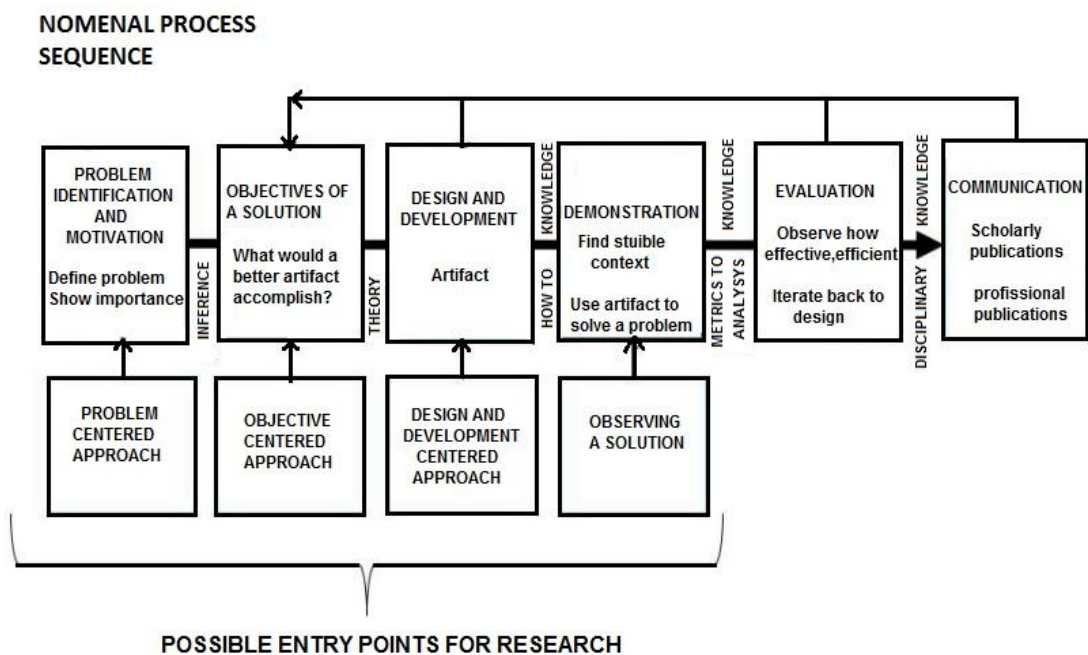 NOMENAL PROCESS
SEQUENCE
PROBLEM
IDENTIFICATION
AND
MOTIVATION
Define problem
Show importance
INFERENCE
OBJECTIVES OF
A SOLUTION
What would a
better artifact
accomplish?
THEORY
DESIGN AND
DEVELOPMENT
Artifact
HOW TO
KNOWLEDGE
DEMONSTRATION
Find stuible
context
Use artifact to
solve a problem
METRICS TO
ANALYSIS
KNOWLEDGE
EVALUATION
Observe how
effective,efficient
Iterate back to
design
DISCIPLINARY
KNOWLEDGE
COMMUNICATION
Scholarly
publications
profissional
publications
PROBLEM
CENTERED
APPROACH
OBJECTIVE
CENTERED
APPROACH
DESIGN AND
DEVELOPMENT
CENTERED
APPROACH
OBSERVING
A SOLUTION
POSSIBLE ENTRY POINTS FOR RESEARCH